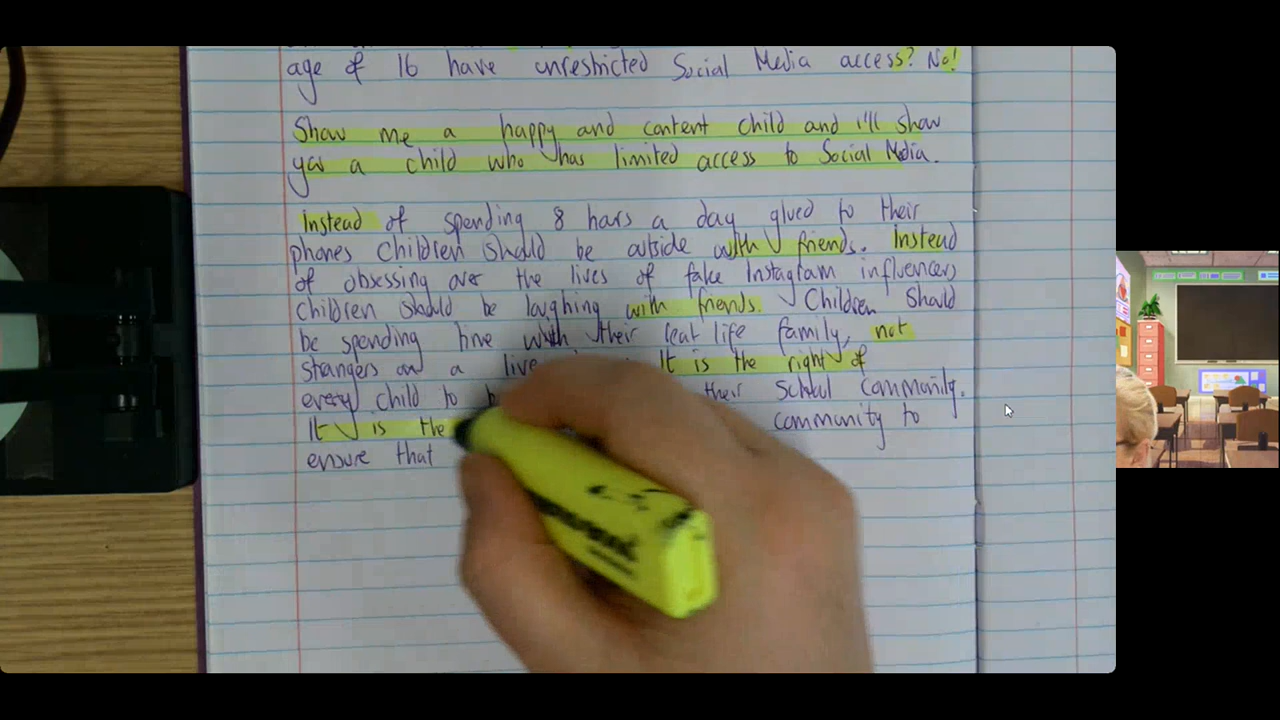 age of 16 have unrestricted Social Media access? No!
Show me a happy and content child and i'll show
you a child who has limited access to Social Media.
Instead of spending 8 hours a day glued to their
phones children should be outside with friends. Instead
of obsessing over the lives of fake Instagram influencers
children should be laughing with friends. Children should
be spending time with their real life family, not
strangers on a live It is the right of
every child to their school community.
It is the community to
ensure that